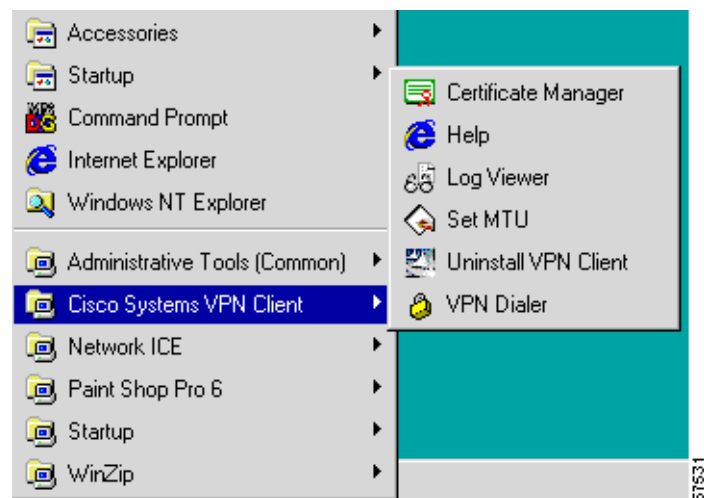 Accessories
Startup
Command Prompt
Internet Explorer
Windows NT Explorer
Administrative Tools (Common)
Cisco Systems VPN Client
Network ICE
Paint Shop Pro 6
Startup
WinZip
Certificate Manager
Help
Log Viewer
Set MTU
Uninstall VPN Client
VPN Dialer
57531